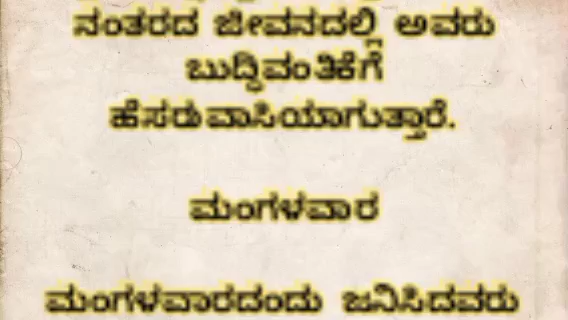 ನಂತರದ ಜೀವನದಲ್ಲಿ ಅವರು
ಬುದ್ದಿವಂತಿಕೆಗೆ
ಹೆಸರುವಾಸಿಯಾಗುತ್ತಾರೆ.
ಮಂಗಳವಾರ
ಮಂಗಳವಾರದಂದು ಜನಿಸಿದವರು